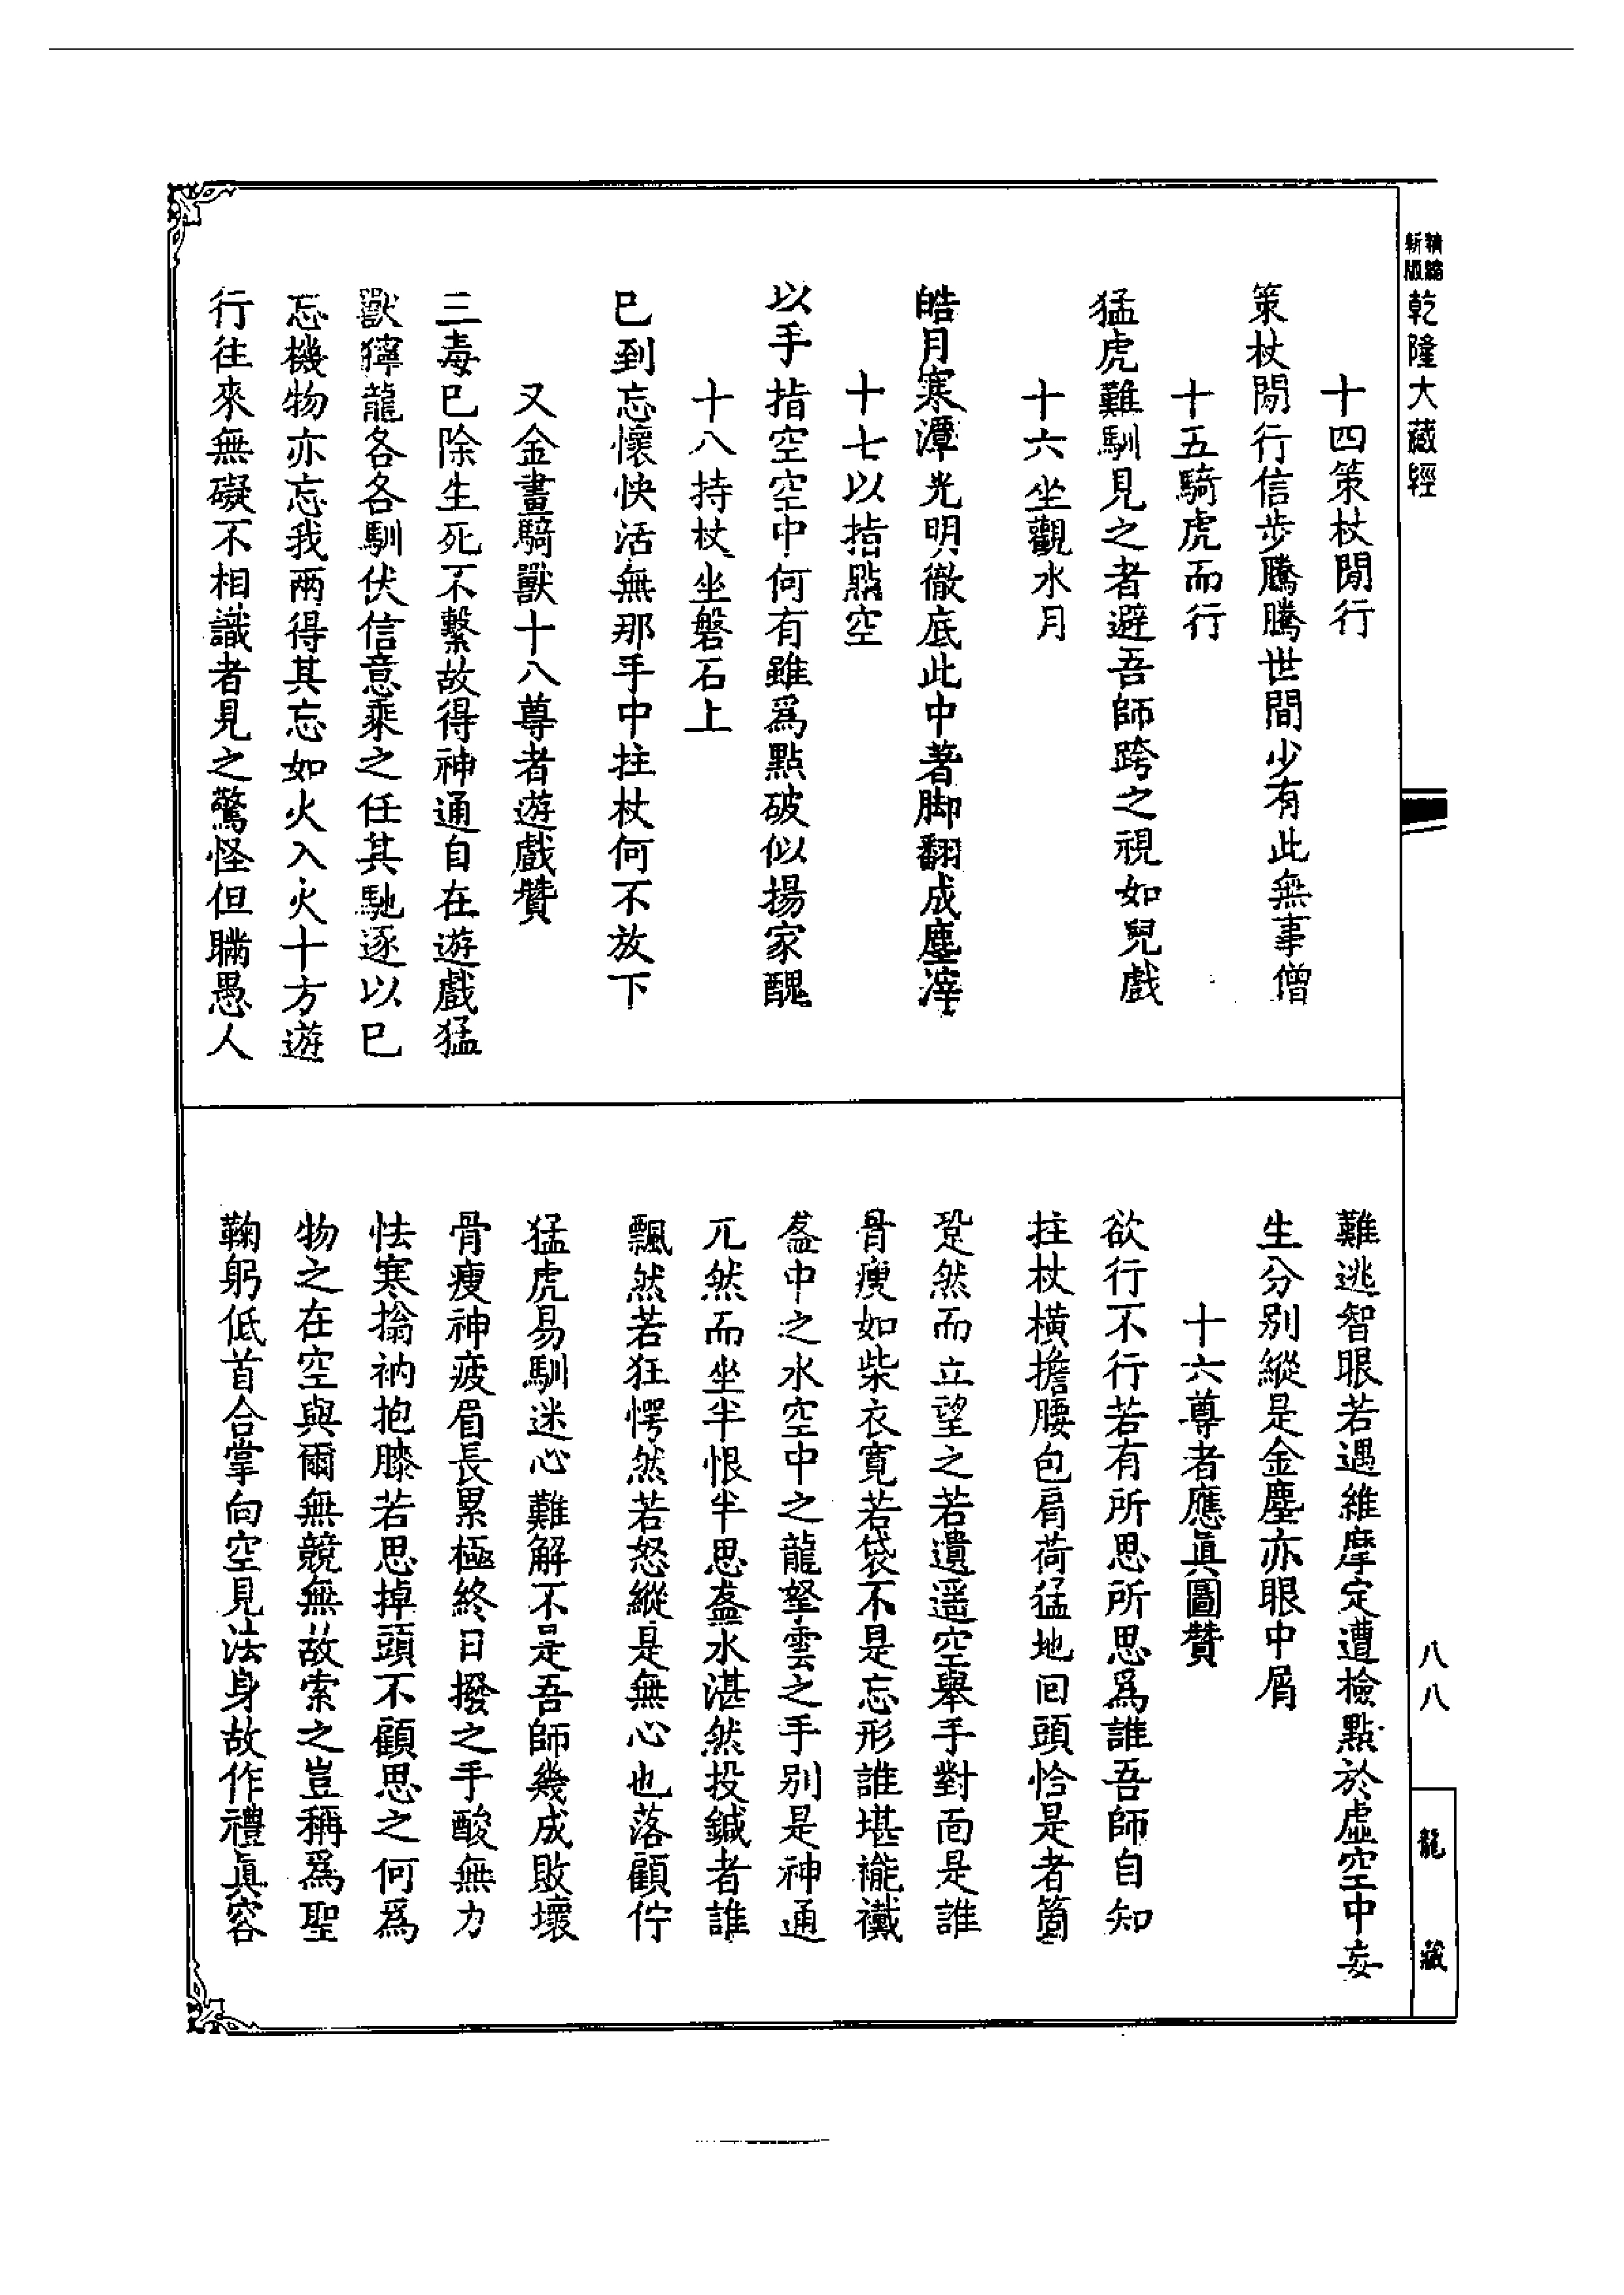 精縮新版
乾隆大藏經
十四策杖閒行
策杖閒行信步騰騰世間少有此無事僧
十五騎虎而行
猛虎難馴見之者避吾師跨之視如兒戲
十六坐觀水月
皓月寒潭光明徹底此中著脚翻成塵滓
十七以指點空
以手指空空中何有雖爲點破似揚家醜
十八持杖坐磐石上
巳到忘懷快活無那手中拄杖何不放下
又金畫騎獸十八尊者遊戲贊
三毒巳除生死不繫故得神通自在遊戲猛
獸獰龍各各馴伏信意乘之任其馳逐以巳
忘機物亦忘我兩得其忘如火入火十方遊
行往來無礙不相識者見之驚怪但瞞愚人
難逃智眼若遇維摩定遭檢點於虛空中妄
生分別縱是金塵亦眼中屑
十六尊者應眞圖贊
欲行不行若有所思所思爲誰吾師自知
拄杖橫擔腰包肩荷猛地回頭恰是者箇
跫然而立望之若遺遥空舉手對面是誰
骨瘦如柴衣寬若袋不是忘形誰堪襤襶
盋中之水空中之龍拏雲之手別是神通
兀然而坐半恨半思盋水湛然投鍼者誰
飄然若狂愕然若怒縱是無心也落顧佇
猛虎易馴迷心難解不是吾師幾成敗壞
骨瘦神疲眉長累極終日撥之手酸無力
怯寒搚衲抱膝若思掉頭不顧思之何爲
物之在空與爾無競無故索之豈稱爲聖
鞠躬低首合掌向空見法身故作禮眞容
八八
龍藏